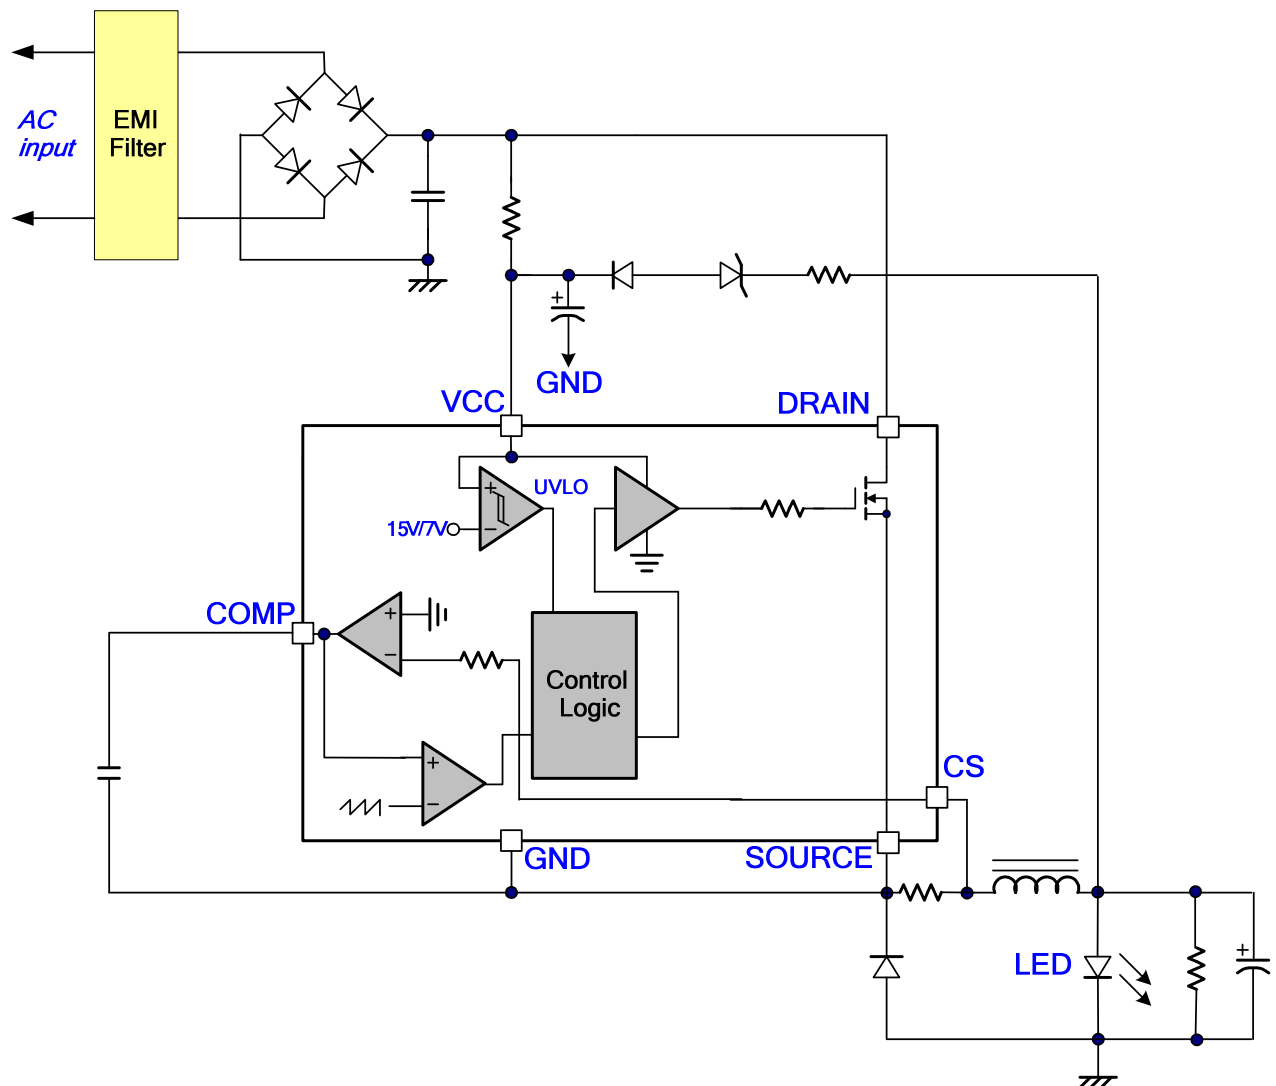 AC
input
EMI
Filter
GND
VCC
DRAIN
UVLO
15V/7V
+
−
COMP
+
−
Control
Logic
+
−
CS
GND
SOURCE
LED
+
+